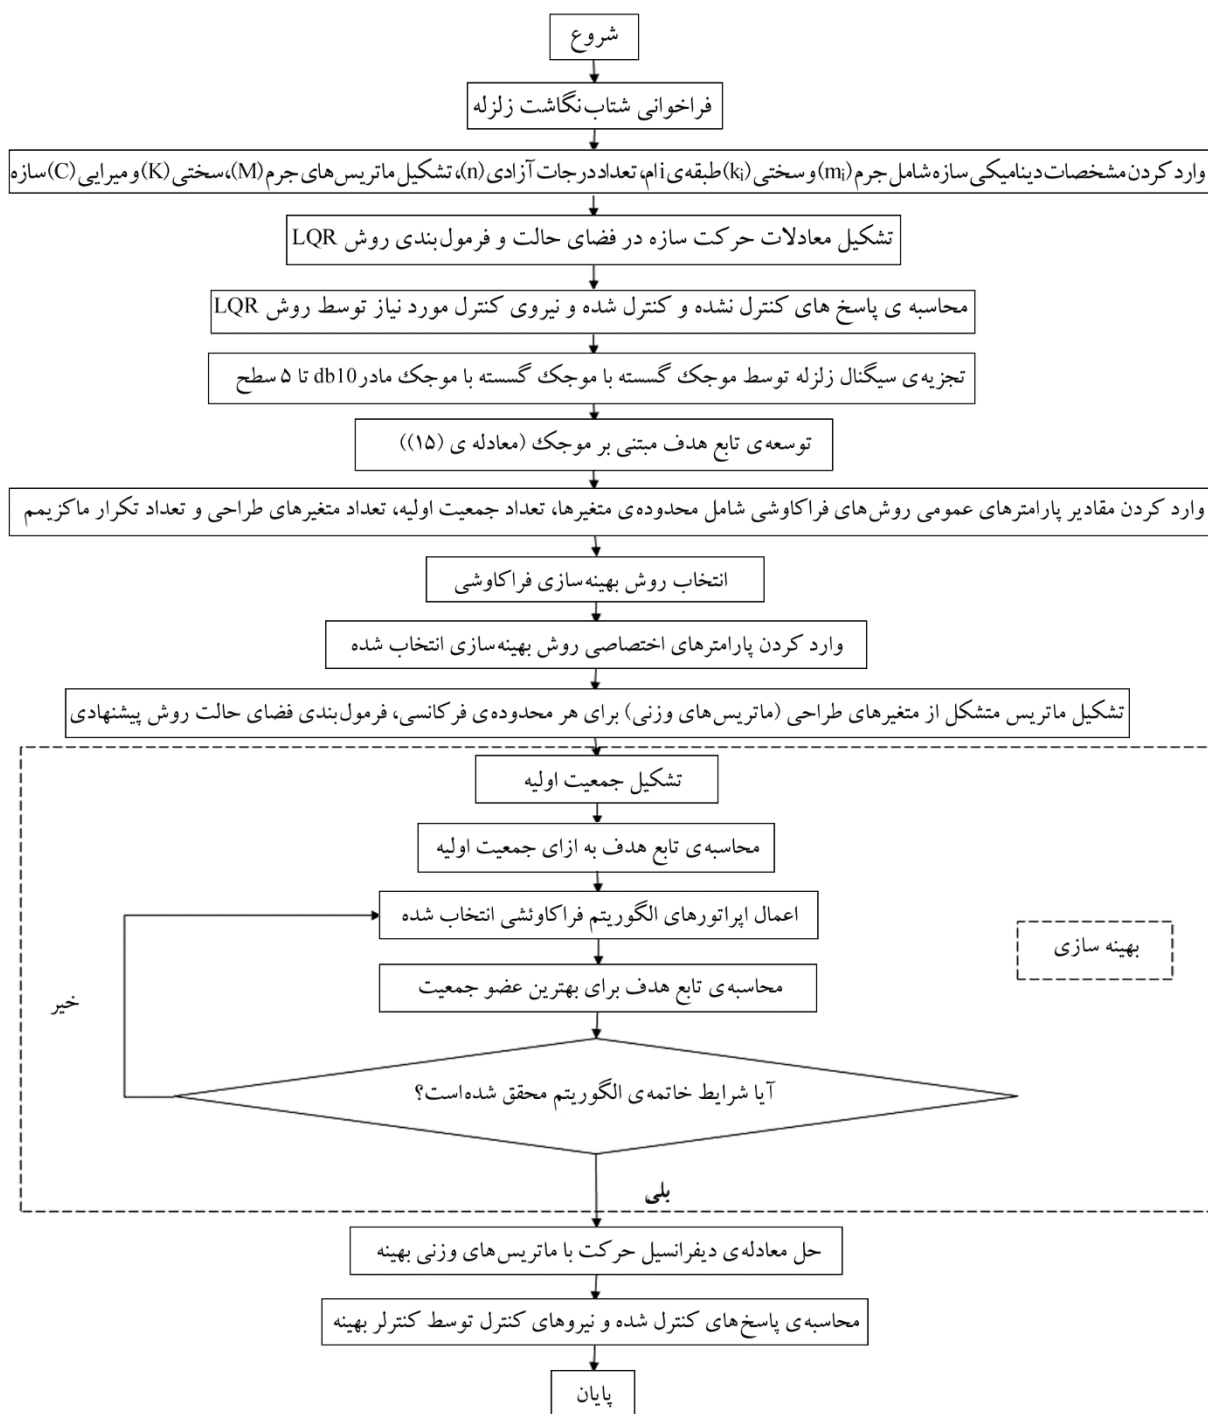 شروع
فراخوانی شتاب‌نگاشت زلزله
وارد کردن مشخصات دینامیکی سازه شامل جرم (mi) و سختی (ki) طبقه‌ی i ام، تعداد درجات آزادی (n)، تشکیل ماتریس‌های جرم (M)، سختی (K) و میرایی (C) سازه
تشکیل معادلات حرکت سازه در فضای حالت و فرمول‌بندی روش LQR
محاسبه ی پاسخ های کنترل نشده و کنترل شده و نیروی کنترل مورد نیاز توسط روش LQR
تجزیه‌ی سیگنال زلزله توسط موجک گسسته با موجک گسسته با موجک مادر db10 تا ۵ سطح
توسعه‌ی تابع هدف مبتنی بر موجک (معادله ی (۱۵))
وارد کردن مقادیر پارامترهای عمومی روش‌های فراکاوشی شامل محدوده‌ی متغیرها، تعداد جمعیت اولیه، تعداد متغیرهای طراحی و تعداد تکرار ماکزیمم
انتخاب روش بهینه‌سازی فراکاوشی
وارد کردن پارامترهای اختصاصی روش بهینه‌سازی انتخاب شده
تشکیل ماتریس متشکل از متغیرهای طراحی (ماتریس‌های وزنی) برای هر محدوده‌ی فرکانسی، فرمول‌بندی فضای حالت روش پیشنهادی
تشکیل جمعیت اولیه
محاسبه‌ی تابع هدف به ازای جمعیت اولیه
اعمال اپراتورهای الگوریتم فراکاوئشی انتخاب شده
بهینه سازی
محاسبه‌ی تابع هدف برای بهترین عضو جمعیت
خیر
آیا شرایط خاتمه‌ی الگوریتم محقق شده‌است؟
بلی
حل معادله‌ی دیفرانسیل حرکت با ماتریس‌های وزنی بهینه
محاسبه‌ی پاسخ‌های کنترل شده و نیروهای کنترل توسط کنترلر بهینه
پایان